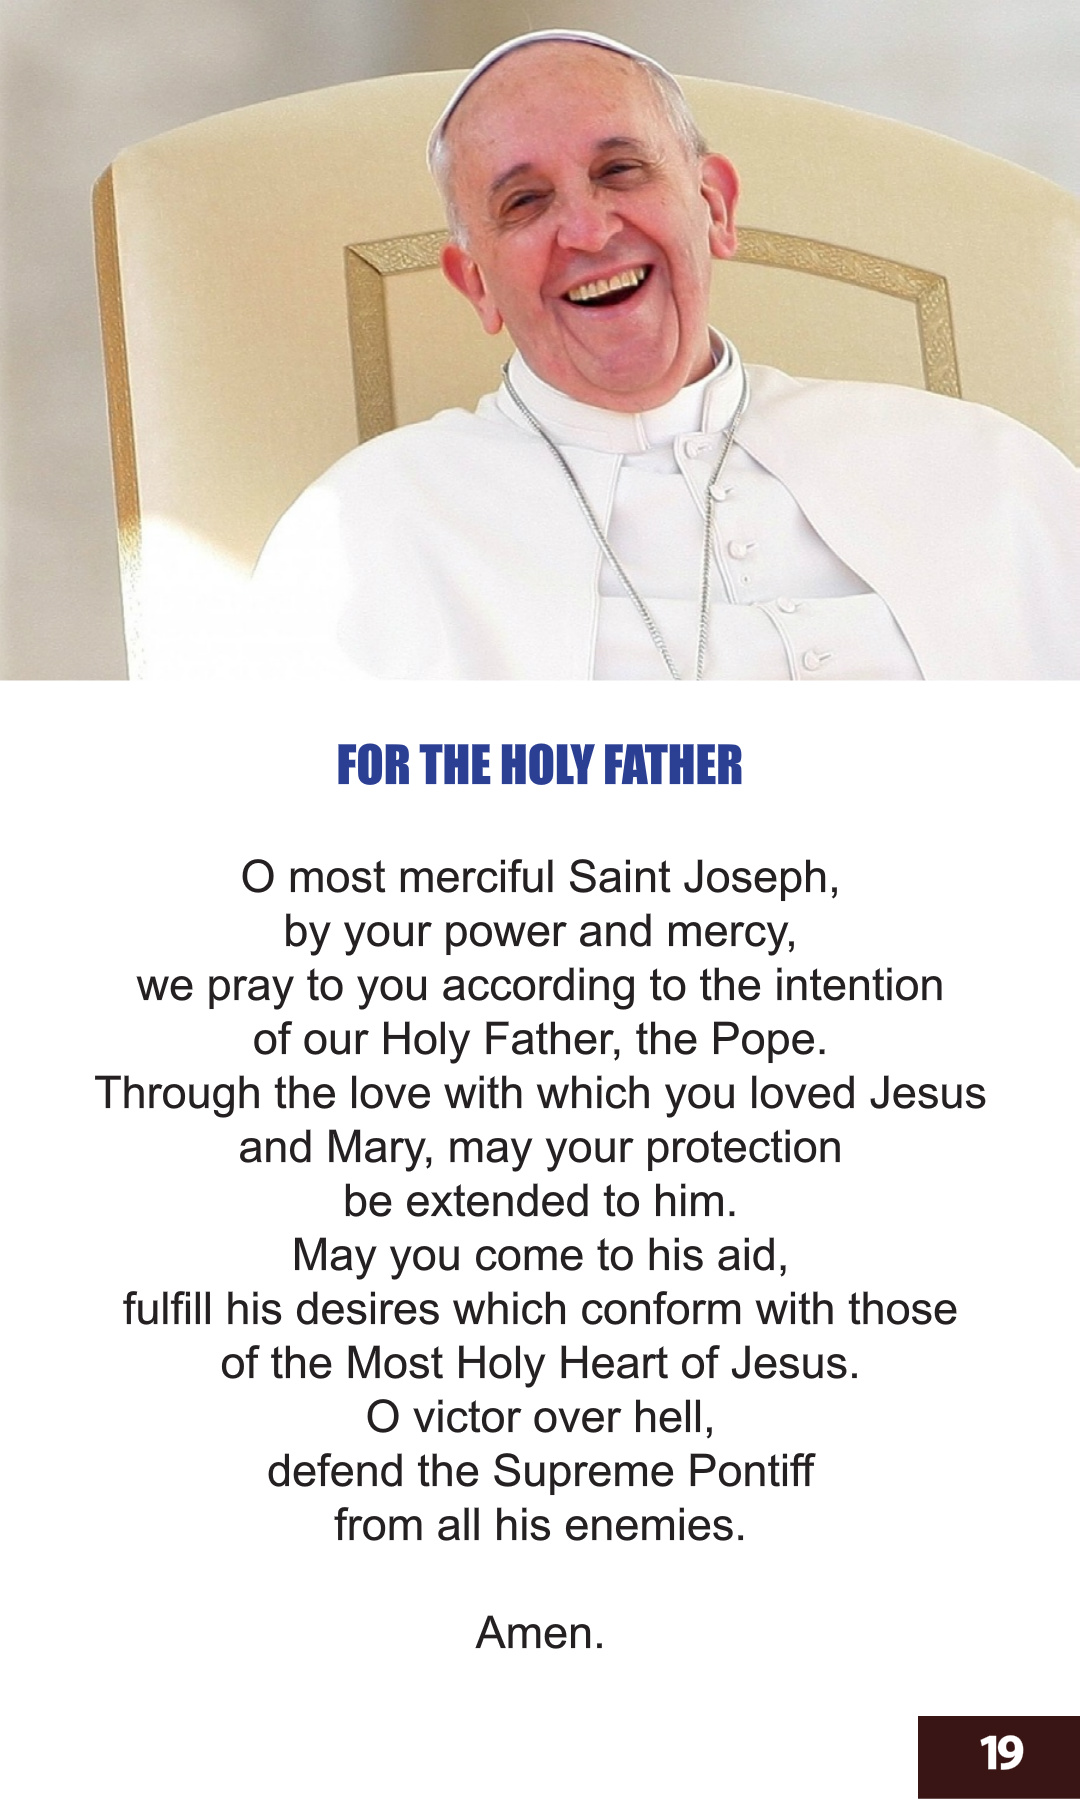 FOR THE HOLY FATHER
O most merciful Saint Joseph,
by your power and mercy,
we pray to you according to the intention
of our Holy Father, the Pope.
Through the love with which you loved Jesus
and Mary, may your protection
be extended to him.
May you come to his aid,
fulfill his desires which conform with those
of the Most Holy Heart of Jesus.
O victor over hell,
defend the Supreme Pontiff
from all his enemies.
Amen.
19